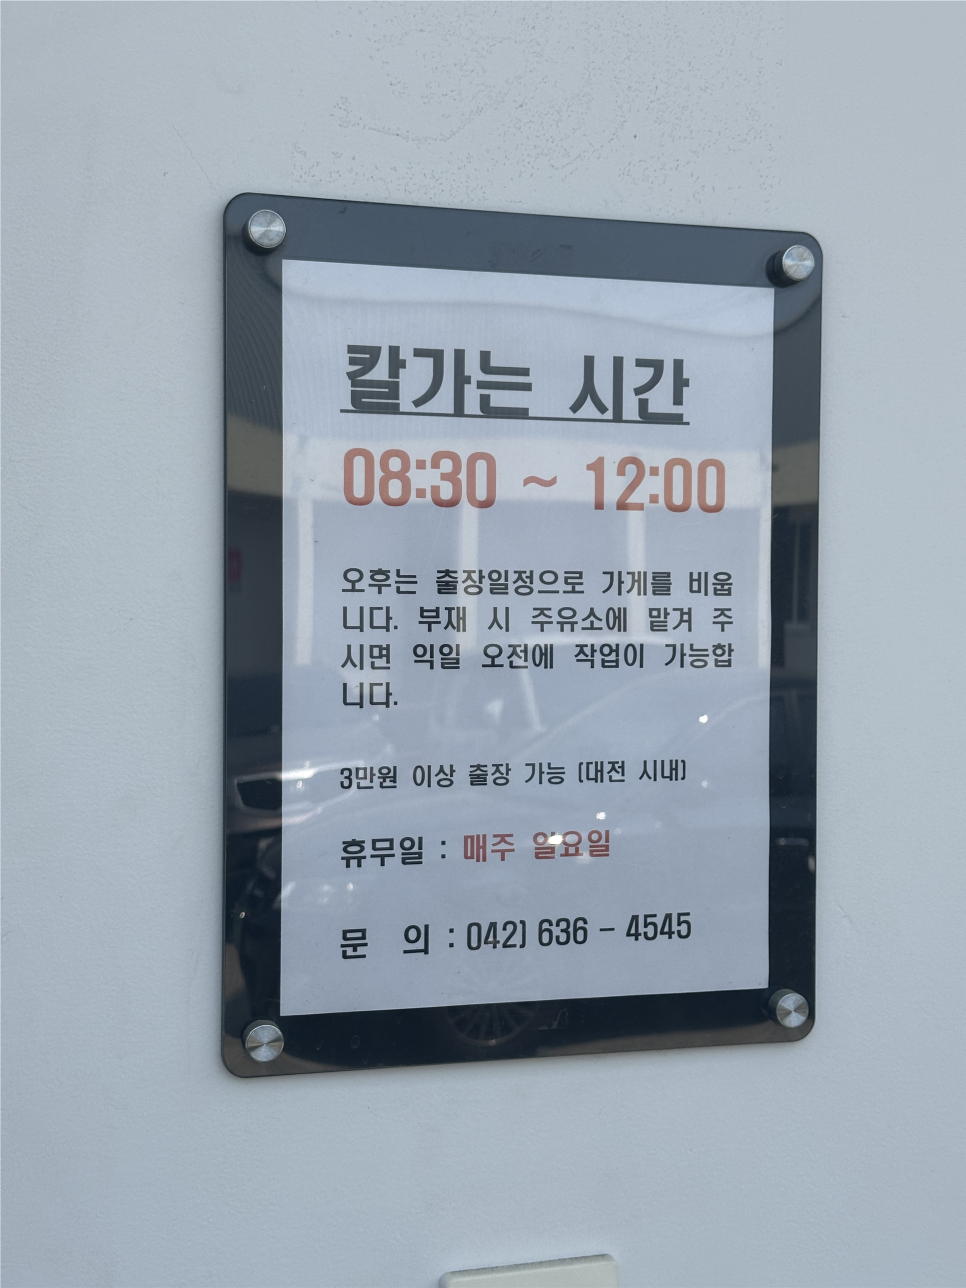 칼가는 시간
08:30 ~ 12:00
오후는 출장일정으로 가게를 비웁
니다. 부재 시 주유소에 맡겨 주
시면 익일 오전에 작업이 가능합
니다.
3만원 이상 출장 가능 (대전 시내)
휴무일 : 매주 일요일
문 의 : 042) 636 - 4545